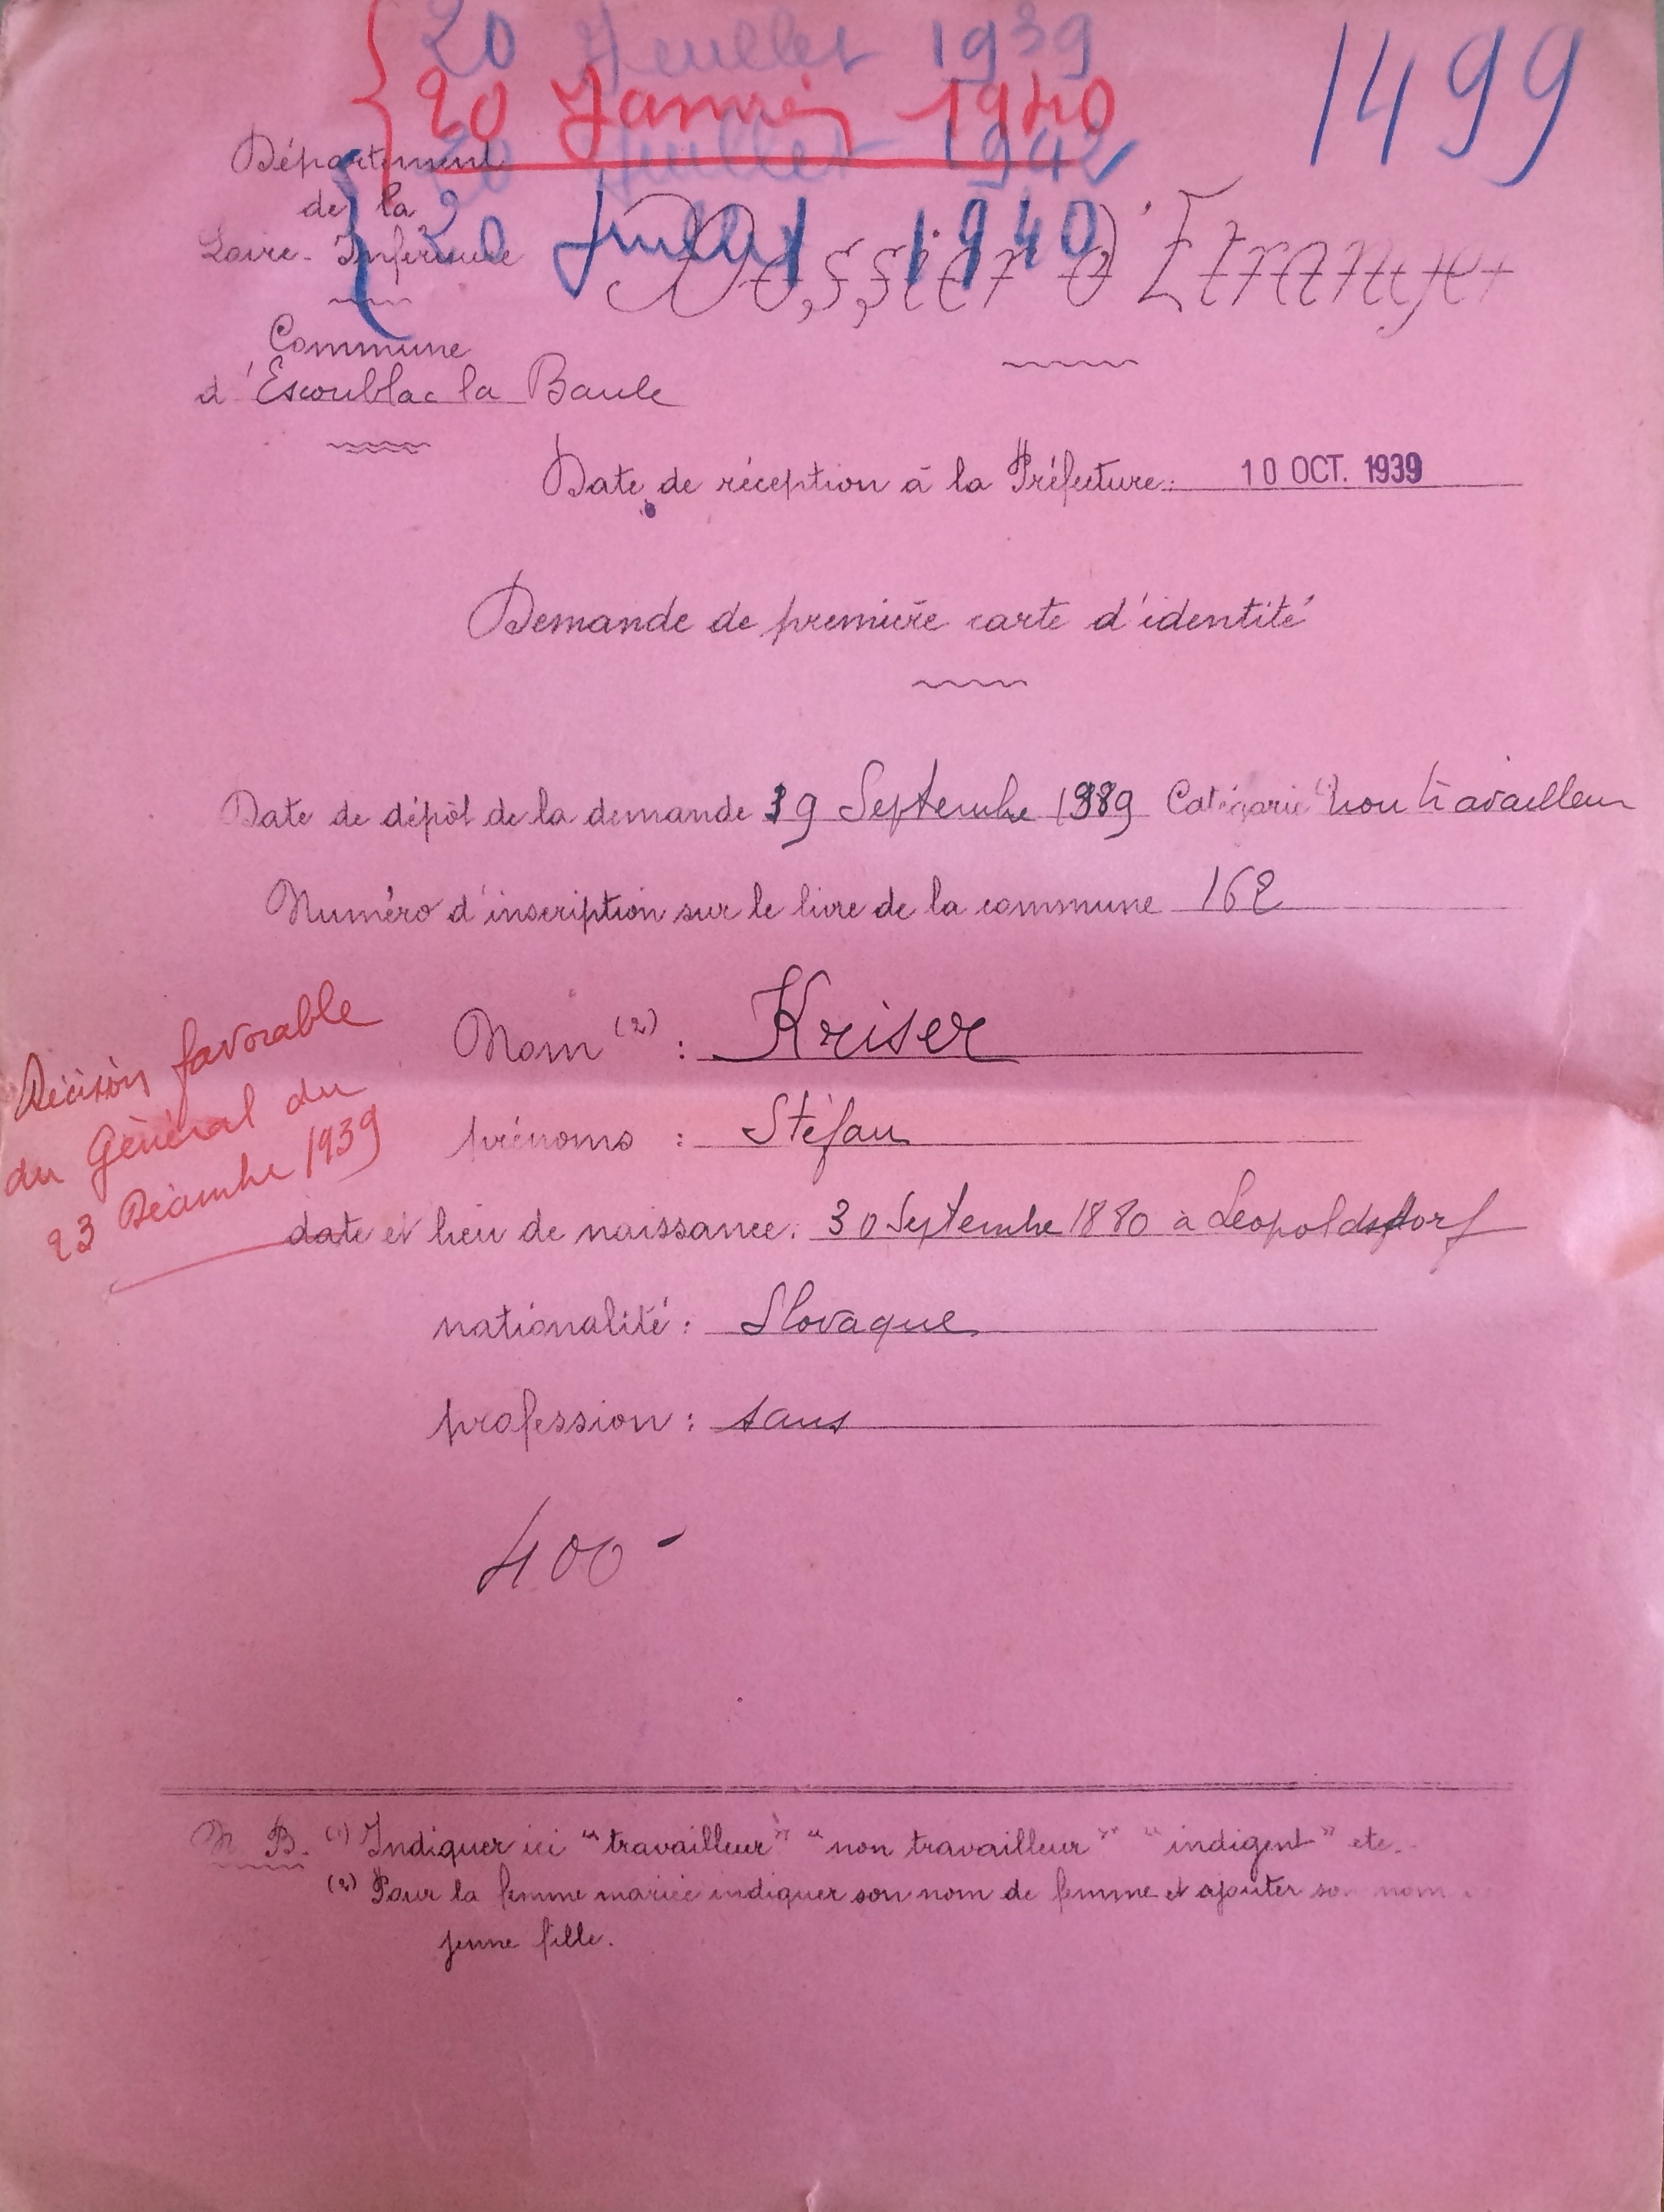 20 Juillet 1939
1499
20 Janvier 1940
20 Juillet 1942
20 Juillet 1940
Département
de la
Loire-Inférieure
Dossier d'Etranger
Commune
d'Escoublac la Baule
Date de réception à la Préfecture: 10 OCT. 1939
Demande de première carte d'identité
Date de dépôt de la demande 19 Septembre 1939 Catégorie (1) non travailleur
Numéro d'inscription sur le livre de la commune 162
Nom (2) : Kriser
prénoms : Stéfan
Décision favorable
du Général du
23 Décembre 1939
date et lieu de naissance: 30 Septembre 1880 à Leopoldsdorf
nationalité: Slovaque
profession: sans
400 -
N B. (1) Indiquer ici "travailleur" "non travailleur" "indigent" etc.
(2) Pour la femme mariée indiquer son nom de femme et ajouter son nom
jeune fille.